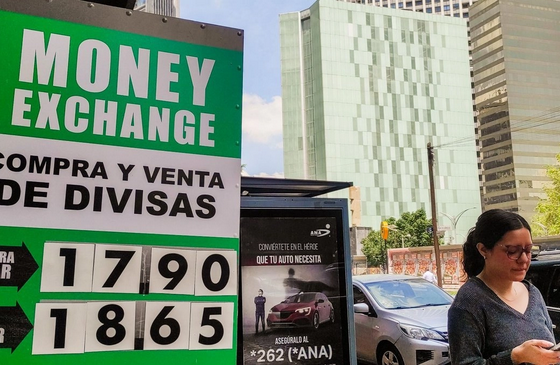 MONEY
EXCHANGE
COMPRA Y VENTA
DE DIVISAS
17.90
18.65
ANA
CONVIÉRTETE EN EL HÉROE
QUE TU AUTO NECESITA
ASEGÚRALO AL
*262 (*ANA)